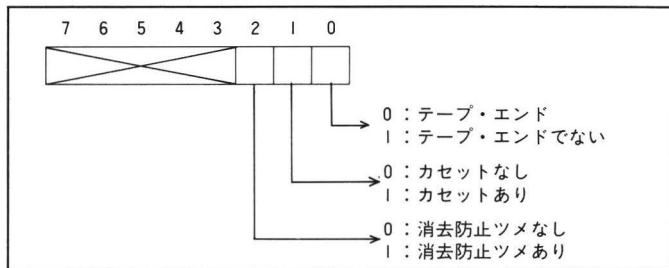 7 6 5 4 3 2 1 0
0：テープ・エンド
1：テープ・エンドでない
0：カセットなし
1：カセットあり
0：消去防止ツメなし
1：消去防止ツメあり